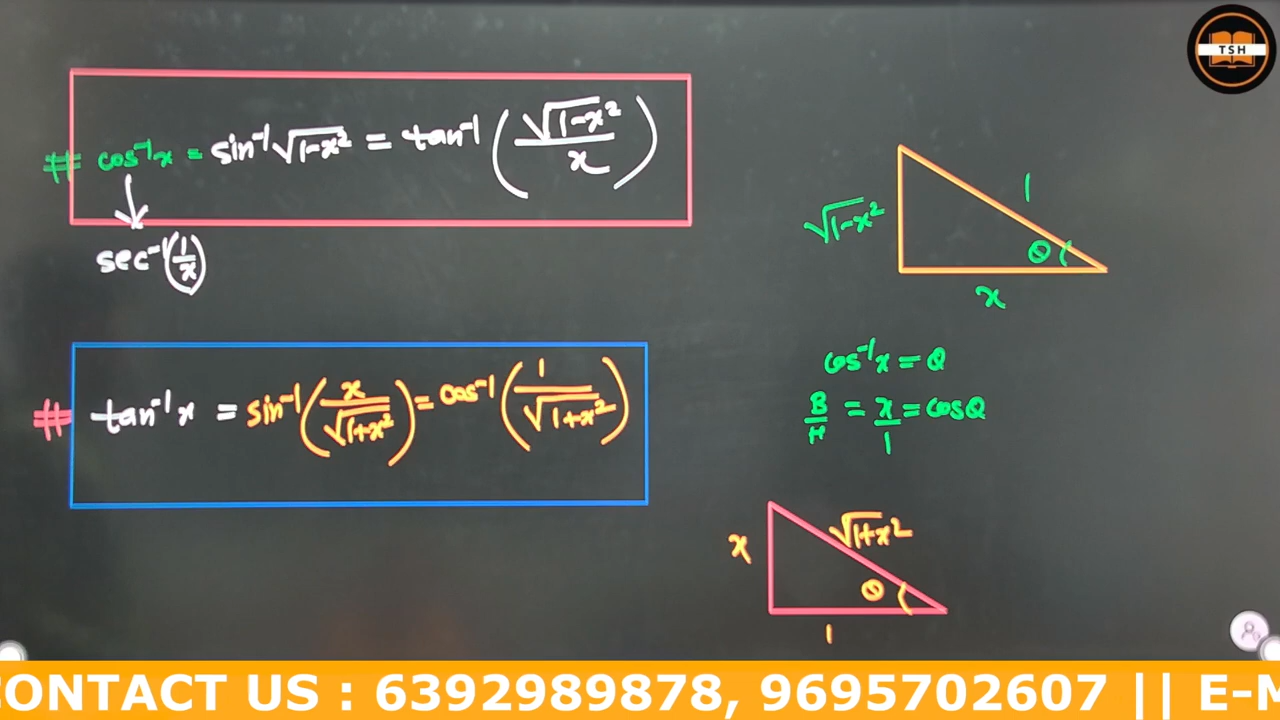 TSH
# cos⁻¹x = sin⁻¹√(1-x²) = tan⁻¹(√(1-x²)/x)
sec⁻¹(1/x)
√(1-x²)
1
θ
x
# tan⁻¹x = sin⁻¹(x/√(1+x²)) = cos⁻¹(1/√(1+x²))
cos⁻¹x = θ
B/H = x/1 = cosθ
x
√(1+x²)
θ
1
CONTACT US : 6392989878, 9695702607 || E-M